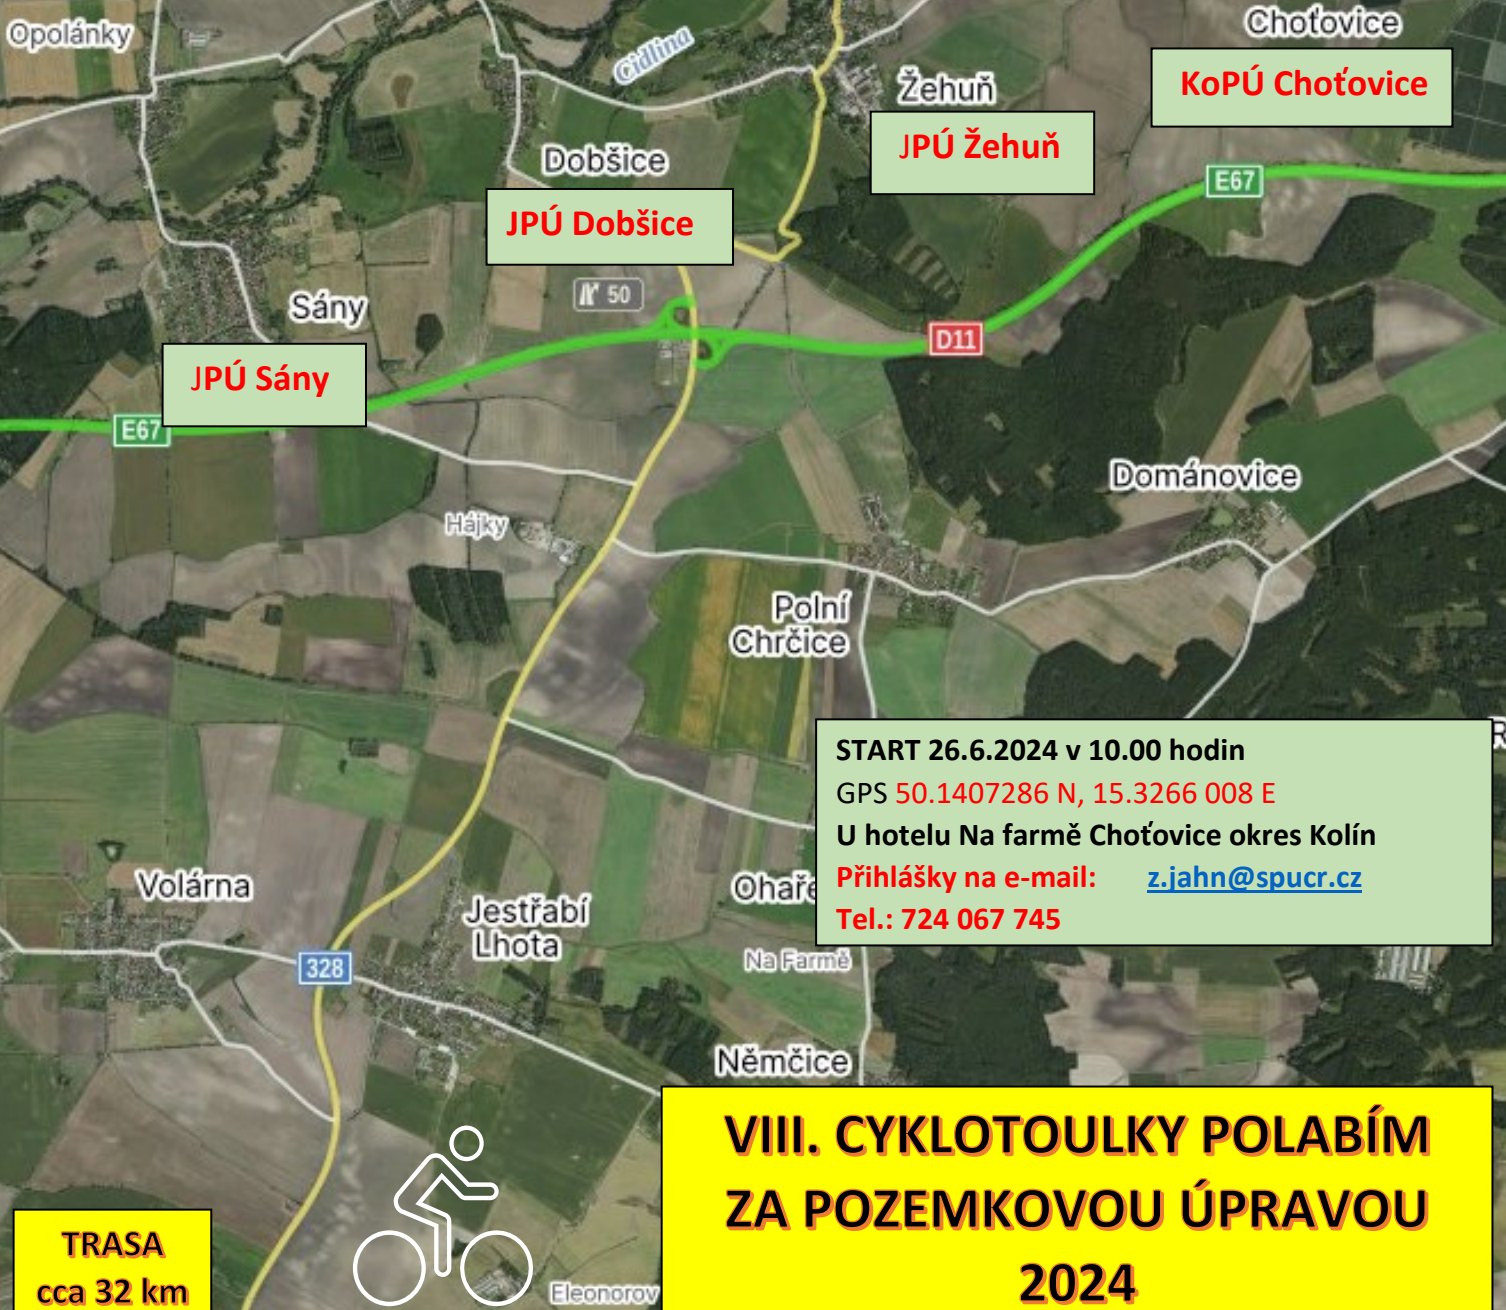 Opolánky
Cidlina
Choťovice
KoPÚ Choťovice
Žehuň
JPÚ Žehuň
Dobšice
JPÚ Dobšice
E67
Sány
50
D11
JPÚ Sány
E67
Hájky
Dománovice
Polní
Chrčice
START 26.6.2024 v 10.00 hodin
GPS 50.1407286 N, 15.3266 008 E
U hotelu Na farmě Choťovice okres Kolín
Přihlášky na e-mail: z.jahn@spucr.cz
Tel.: 724 067 745
Volárna
Jestřabí
Lhota
Na Farmě
328
Němčice
VIII. CYKLOTOULKY POLABÍM
ZA POZEMKOVOU ÚPRAVOU
2024
TRASA
cca 32 km
Eleonorov